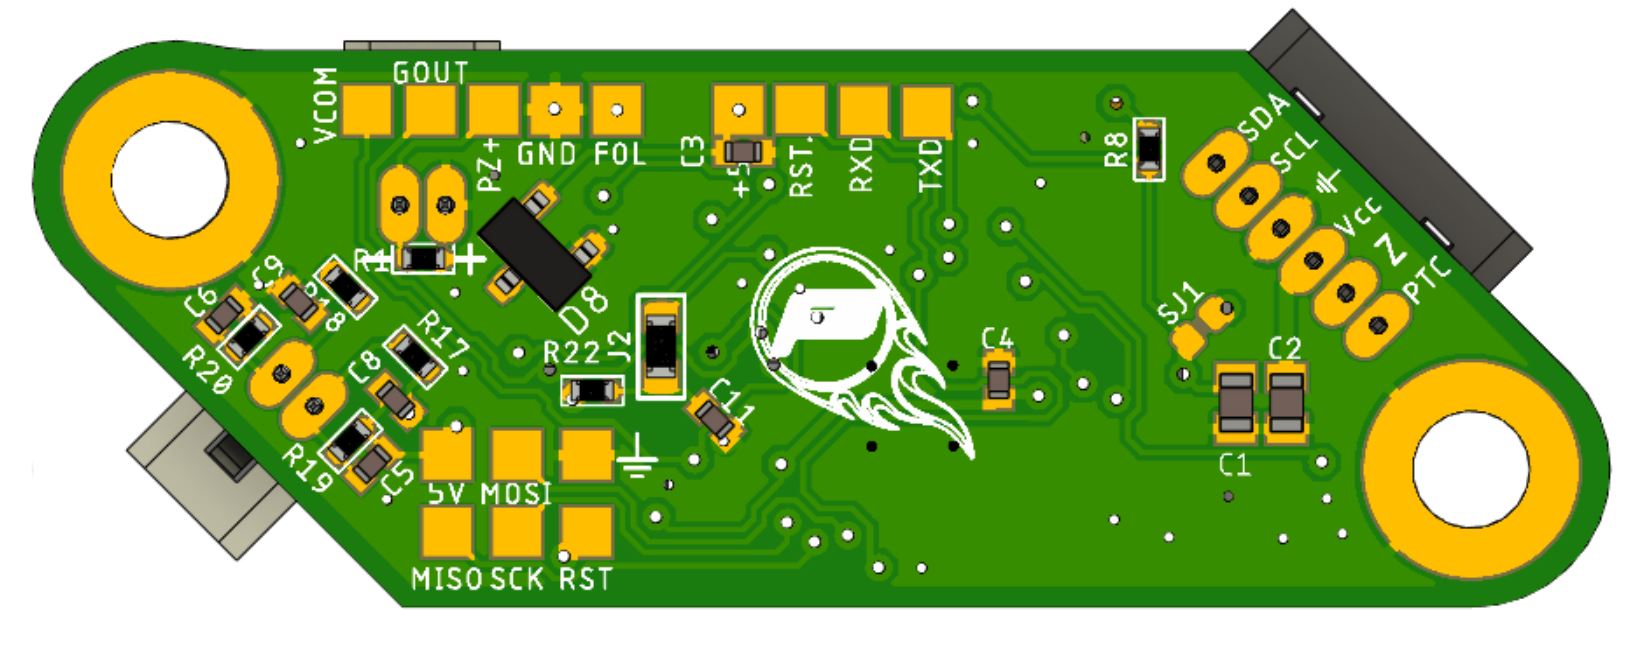 VCOM
GOUT
PZ+
GND
FOL
C3
+5
RST.
RXD
TXD
R8
SDA
SCL
Vcc
Z
PTC
R1
+
C9
C6
R20
R17
C8
D8
R22
J2
C11
C4
SJ1
C2
C1
R19
C5
5V
MOSI
MISO
SCK
RST